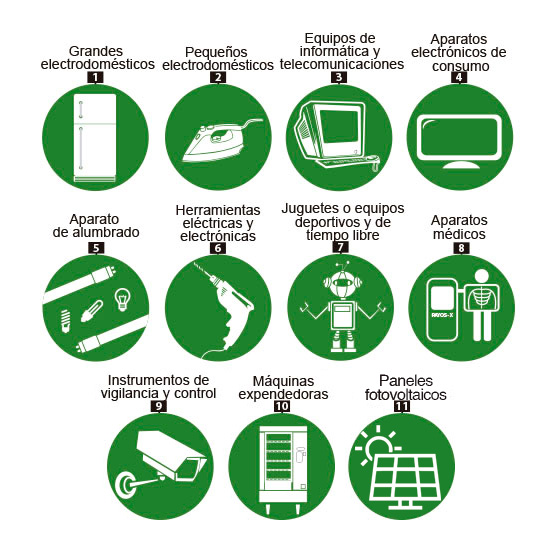 Grandes
electrodomésticos
1
Pequeños
electrodomésticos
2
Equipos de
informática y
telecomunicaciones
3
Aparatos
electrónicos de
consumo
4
Aparato
de alumbrado
5
Herramientas
eléctricas y
electrónicas
6
Juguetes o equipos
deportivos y de
tiempo libre
7
Aparatos
médicos
8
RAYOS-X
Instrumentos de
vigilancia y control
9
Máquinas
expendedoras
10
Paneles
fotovoltaicos
11